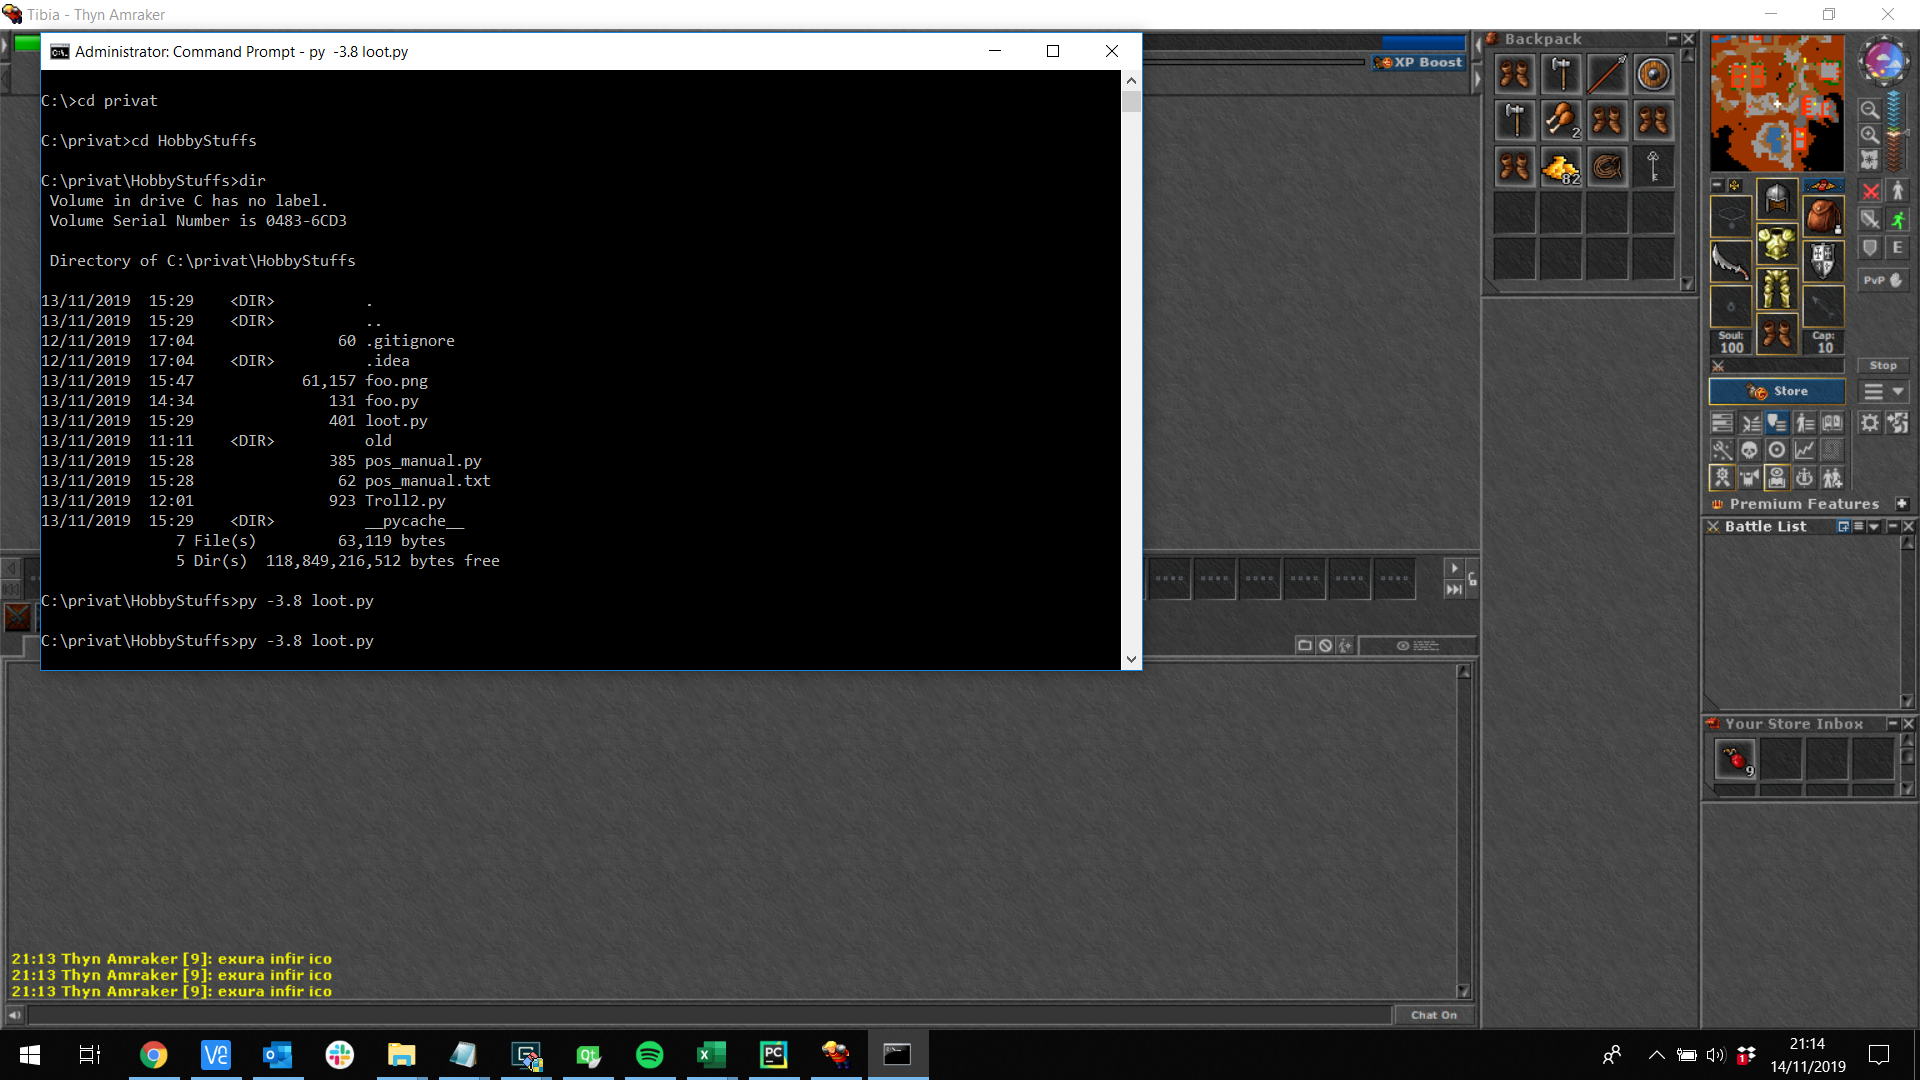 Tibia - Thyn Amraker
Administrator: Command Prompt - py  -3.8 loot.py
C:\>cd privat
C:\privat>cd HobbyStuffs
C:\privat\HobbyStuffs>dir
 Volume in drive C has no label.
 Volume Serial Number is 0483-6CD3
 Directory of C:\privat\HobbyStuffs
13/11/2019  15:29    <DIR>          .
13/11/2019  15:29    <DIR>          ..
12/11/2019  17:04                60 .gitignore
12/11/2019  17:04    <DIR>          .idea
13/11/2019  15:47            61,157 foo.png
13/11/2019  14:34               131 foo.py
13/11/2019  15:29               401 loot.py
13/11/2019  11:11    <DIR>          old
13/11/2019  15:28               385 pos_manual.py
13/11/2019  15:28                62 pos_manual.txt
13/11/2019  12:01               923 Troll2.py
13/11/2019  15:29    <DIR>          __pycache__
               7 File(s)         63,119 bytes
               5 Dir(s)  118,849,216,512 bytes free
C:\privat\HobbyStuffs>py -3.8 loot.py
C:\privat\HobbyStuffs>py -3.8 loot.py
XP Boost
Backpack
2
82
Soul:
100
Cap:
10
E
PvP
Stop
Store
Premium Features
Battle List
Your Store Inbox
9
21:13 Thyn Amraker [9]: exura infir ico
21:13 Thyn Amraker [9]: exura infir ico
21:13 Thyn Amraker [9]: exura infir ico
Chat On
21:14
14/11/2019